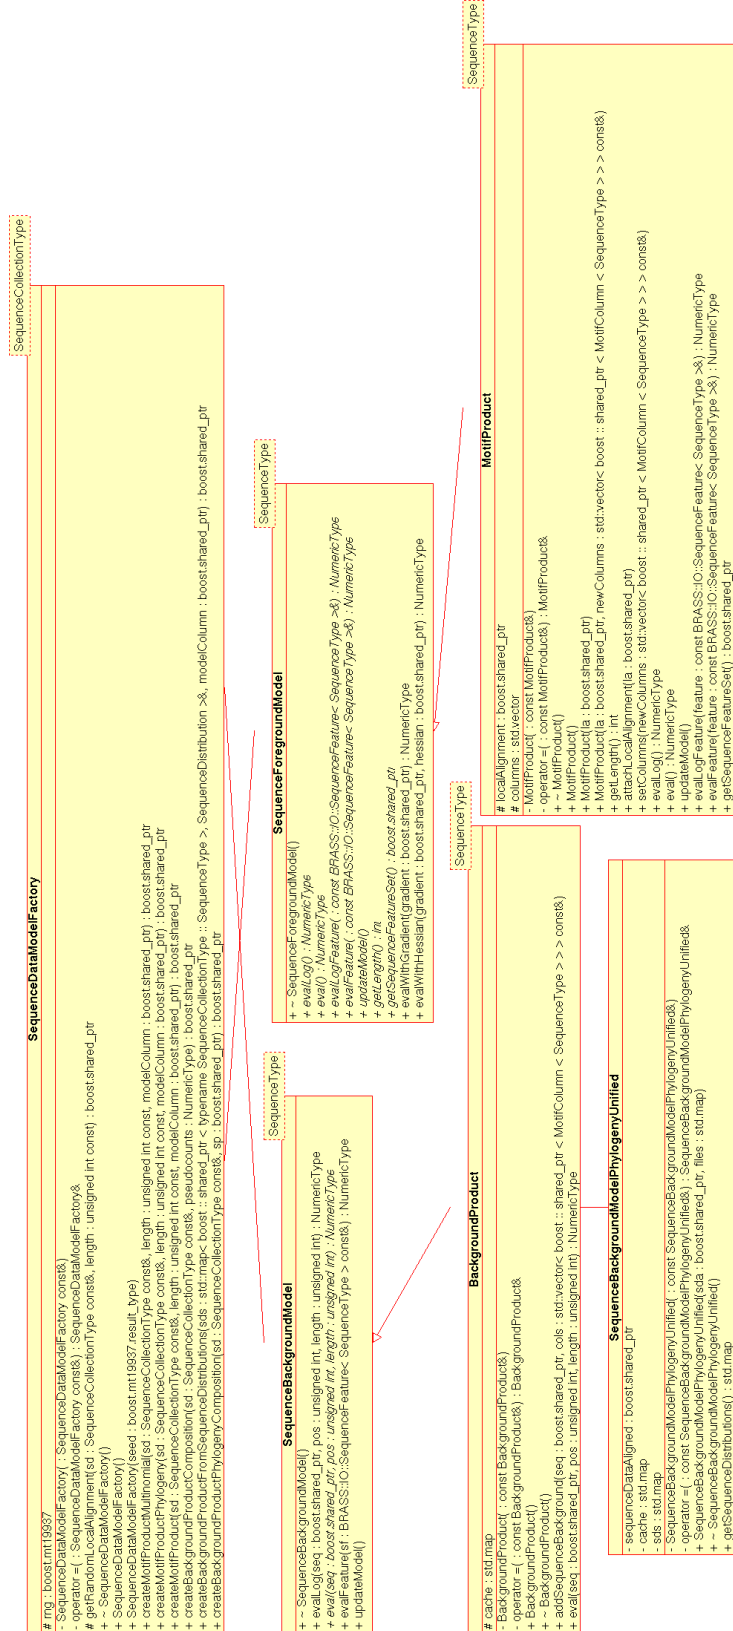 SequenceCollectionType
SequenceDataModelFactory
# rng : boost.mt19937
- SequenceDataModelFactory( : SequenceDataModelFactory const&)
- operator =( : SequenceDataModelFactory const&) : SequenceDataModelFactory&
# getRandomLocalAlignment(sd : SequenceCollectionType const&, length : unsigned int const) : boost.shared_ptr
+ ~ SequenceDataModelFactory()
+ SequenceDataModelFactory()
+ SequenceDataModelFactory(seed : boost.mt19937.result_type)
+ createMotifProductMultinomial(sd : SequenceCollectionType const&, length : unsigned int const, modelColumn : boost.shared_ptr) : boost.shared_ptr
+ createMotifProductPhylogeny(sd : SequenceCollectionType const&, length : unsigned int const, modelColumn : boost.shared_ptr) : boost.shared_ptr
+ createMotifProduct(sd : SequenceCollectionType const&, length : unsigned int const, modelColumn : boost.shared_ptr) : boost.shared_ptr
+ createBackgroundProductComposition(sd : SequenceCollectionType const&, pseudocounts : NumericType) : boost.shared_ptr
+ createBackgroundProductFromSequenceDistributions(sds : std::map< boost :: shared_ptr < typename SequenceCollectionType :: SequenceType >, SequenceDistribution >&, modelColumn : boost.shared_ptr) : boost.shared_ptr
+ createBackgroundProductPhylogenyComposition(sd : SequenceCollectionType const&, sp : boost.shared_ptr) : boost.shared_ptr
SequenceType
SequenceForegroundModel
+ ~ SequenceForegroundModel()
+ evalLog() : NumericType
+ eval() : NumericType
+ evalLogFeature( : const BRASS::IO::SequenceFeature< SequenceType >&) : NumericType
+ evalFeature( : const BRASS::IO::SequenceFeature< SequenceType >&) : NumericType
+ updateModel()
+ getLength() : int
+ getSequenceFeatureSet() : boost.shared_ptr
+ evalWithGradient(gradient : boost.shared_ptr) : NumericType
+ evalWithHessian(gradient : boost.shared_ptr, hessian : boost.shared_ptr) : NumericType
SequenceType
SequenceBackgroundModel
+ ~ SequenceBackgroundModel()
+ evalLog(seq : boost.shared_ptr, pos : unsigned int, length : unsigned int) : NumericType
+ eval(seq : boost.shared_ptr, pos : unsigned int, length : unsigned int) : NumericType
+ evalFeature(sf : BRASS::IO::SequenceFeature< SequenceType > const&) : NumericType
+ updateModel()
SequenceType
MotifProduct
# localAlignment : boost.shared_ptr
# columns : std.vector
- MotifProduct( : const MotifProduct&)
- operator =( : const MotifProduct&) : MotifProduct&
+ ~ MotifProduct()
+ MotifProduct()
+ MotifProduct(la : boost.shared_ptr)
+ MotifProduct(la : boost.shared_ptr, newColumns : std::vector< boost :: shared_ptr < MotifColumn < SequenceType > > > const&)
+ getLength() : int
+ attachLocalAlignment(la : boost.shared_ptr)
+ setColumns(newColumns : std::vector< boost :: shared_ptr < MotifColumn < SequenceType > > > const&)
+ evalLog() : NumericType
+ eval() : NumericType
+ updateModel()
+ evalLogFeature(feature : const BRASS::IO::SequenceFeature< SequenceType >&) : NumericType
+ evalFeature(feature : const BRASS::IO::SequenceFeature< SequenceType >&) : NumericType
+ getSequenceFeatureSet() : boost.shared_ptr
SequenceType
BackgroundProduct
# cache : std.map
- BackgroundProduct( : const BackgroundProduct&)
- operator =( : const BackgroundProduct&) : BackgroundProduct&
+ BackgroundProduct()
+ ~ BackgroundProduct()
+ addSequenceBackground(seq : boost.shared_ptr, cols : std::vector< boost :: shared_ptr < MotifColumn < SequenceType > > > const&)
+ eval(seq : boost.shared_ptr, pos : unsigned int, length : unsigned int) : NumericType
SequenceBackgroundModelPhylogenyUnified
- sequenceDataAligned : boost.shared_ptr
- cache : std.map
- sds : std.map
- SequenceBackgroundModelPhylogenyUnified( : const SequenceBackgroundModelPhylogenyUnified&)
- operator =( : const SequenceBackgroundModelPhylogenyUnified&) : SequenceBackgroundModelPhylogenyUnified&
+ SequenceBackgroundModelPhylogenyUnified(sda : boost.shared_ptr, files : std.map)
+ ~ SequenceBackgroundModelPhylogenyUnified()
+ getSequenceDistributions() : std.map